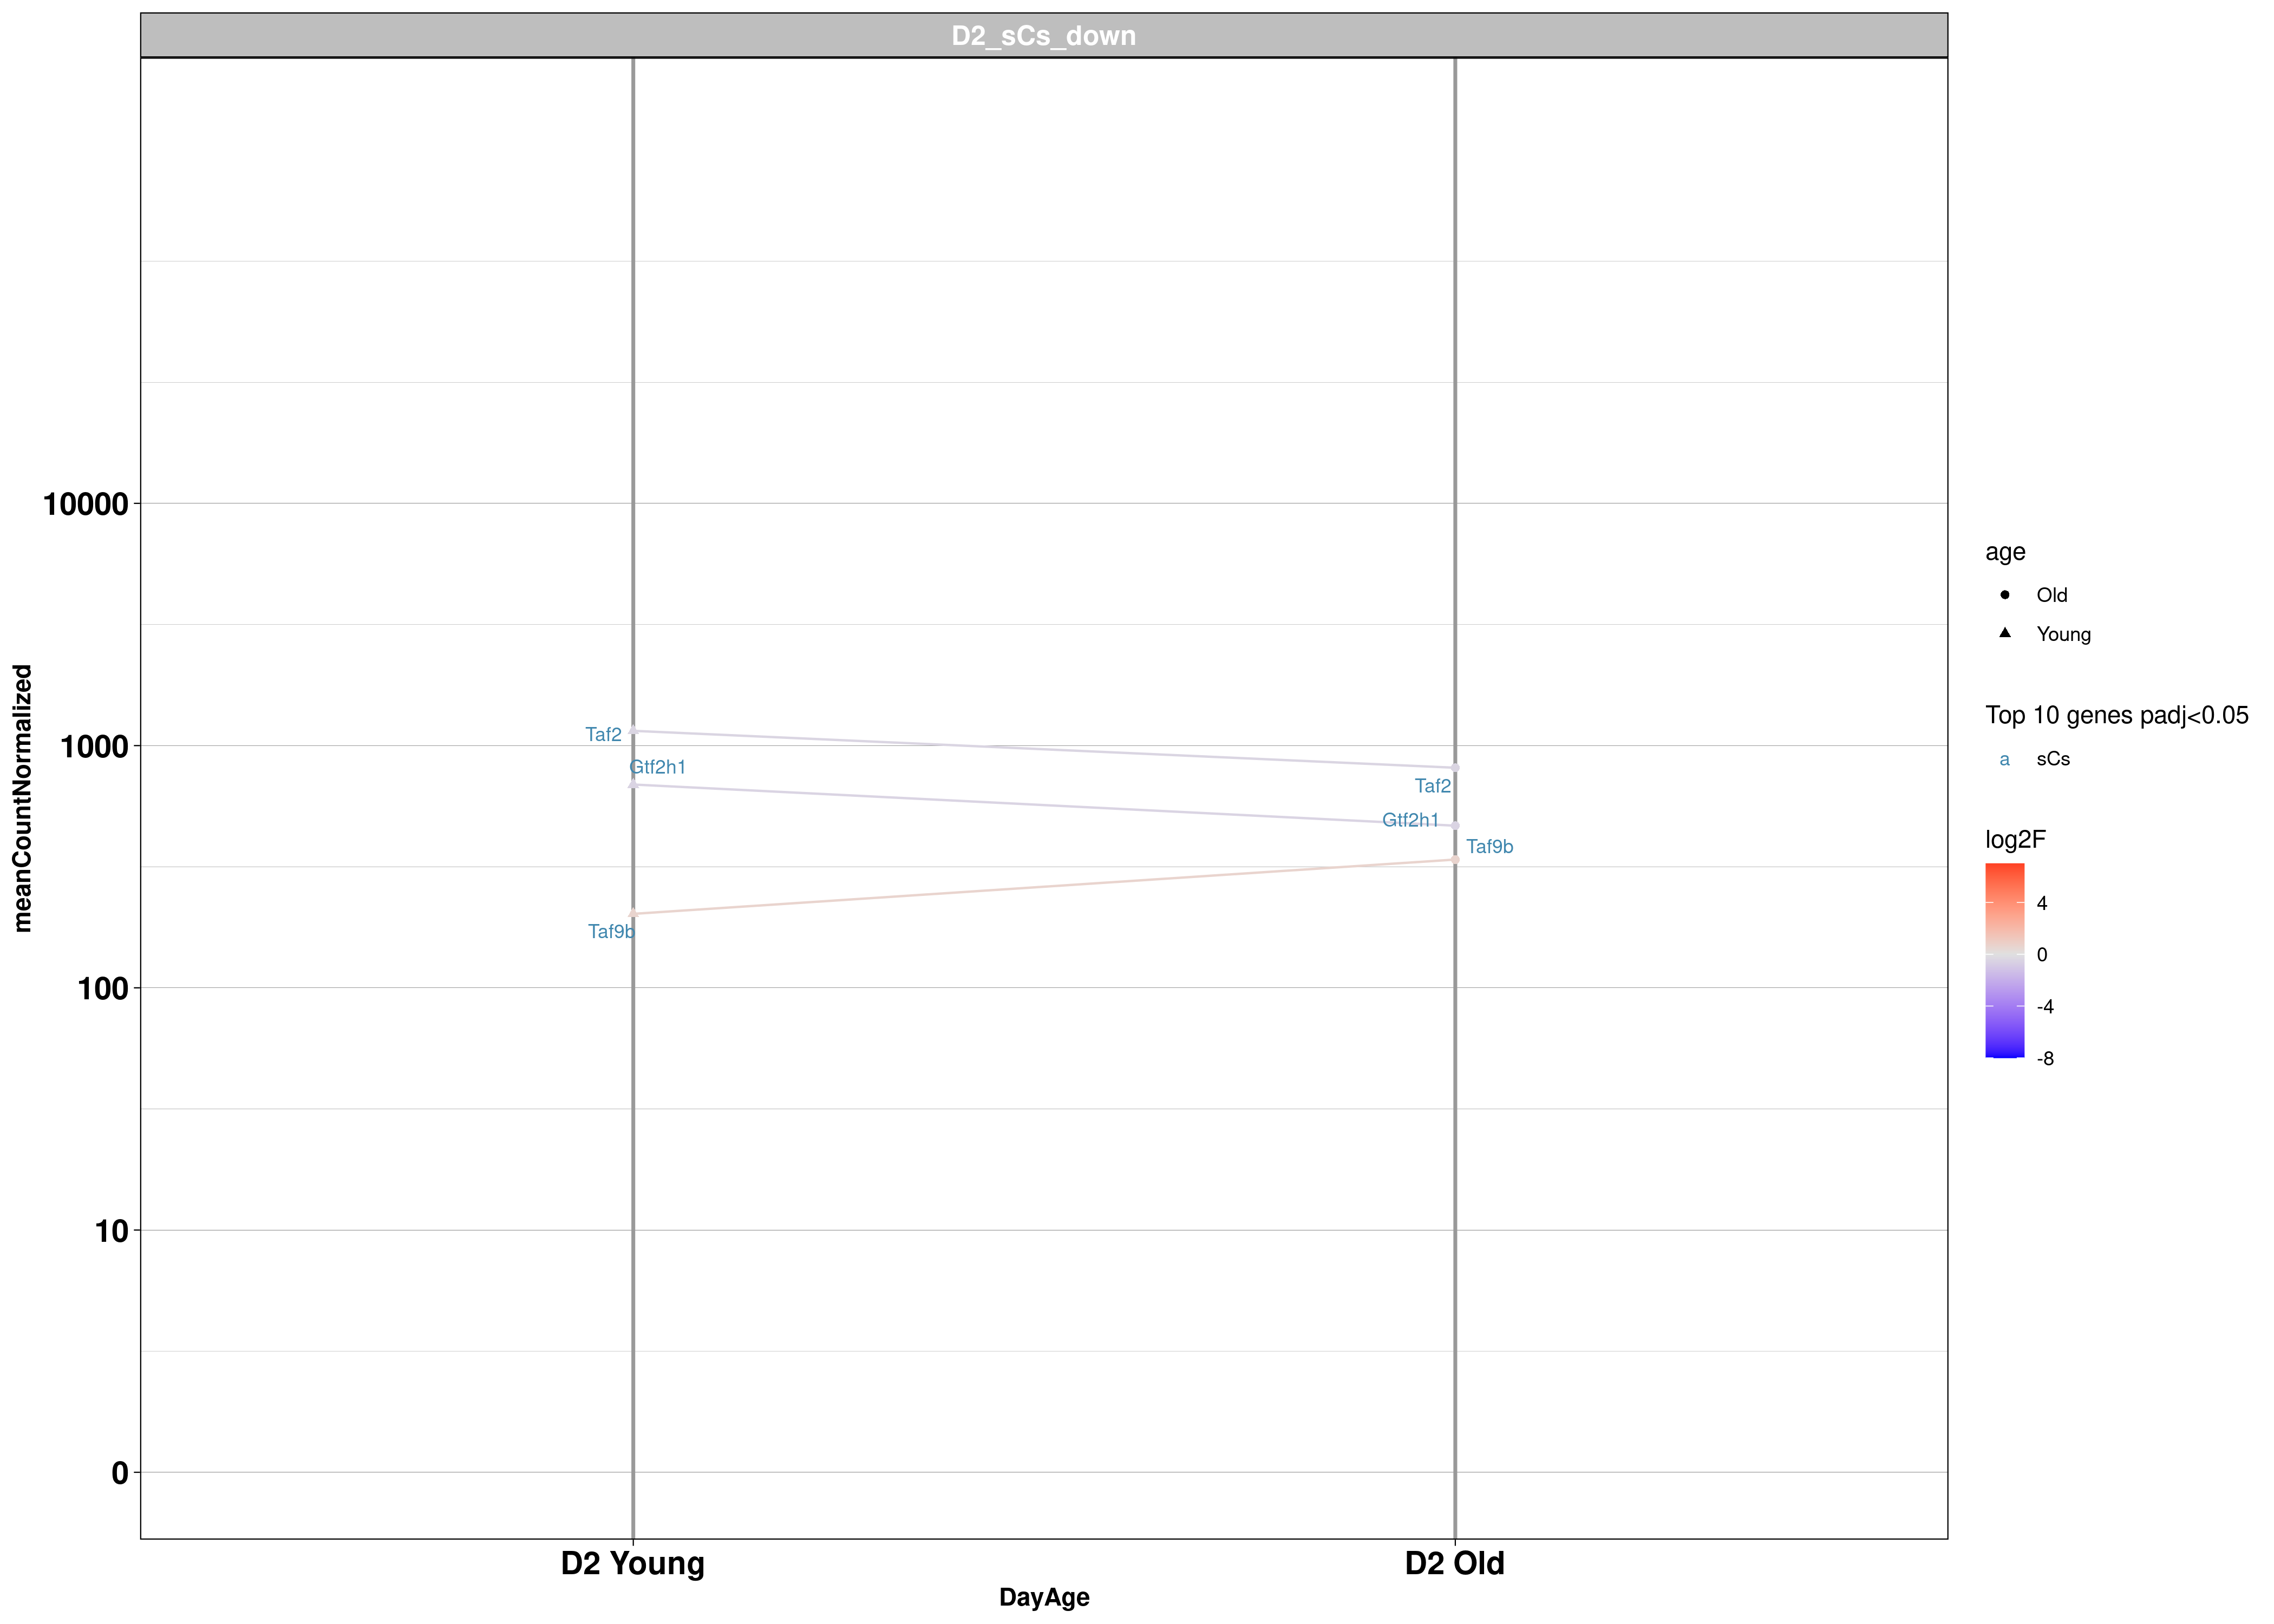 D2_sCs_down
meanCountNormalized
10000
1000
100
10
0
Taf2
Gtf2h1
Taf9b
Taf2
Gtf2h1
Taf9b
D2 Young
D2 Old
DayAge
age
Old
Young
Top 10 genes padj<0.05
a sCs
log2F
4
0
-4
-8